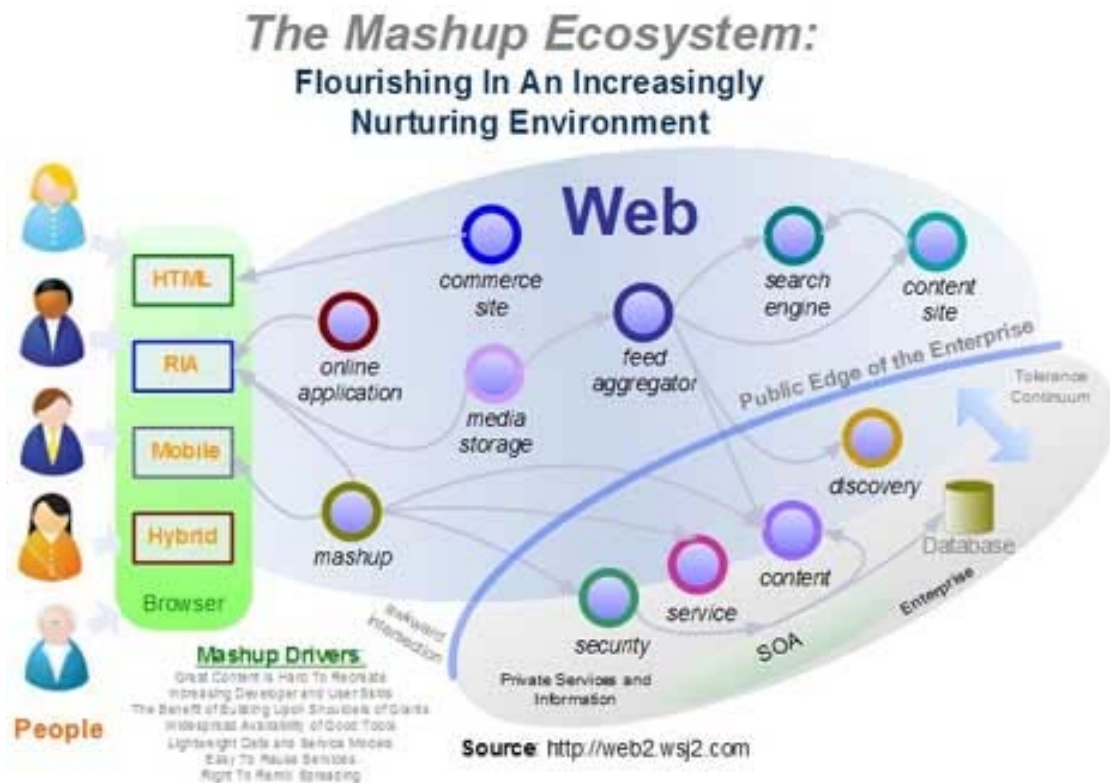 The Mashup Ecosystem:
Flourishing In An Increasingly
Nurturing Environment
Web
HTML
RIA
Mobile
Hybrid
Browser
People
commerce
site
online
application
media
storage
mashup
feed
aggregator
search
engine
content
site
Public Edge of the Enterprise
Tolerance
Continuum
discovery
Database
content
service
security
Enterprise
SOA
awkward
intersection
Private Services and
Information
Mashup Drivers
Great Content is Hard To Recreate
Increasing Developer and User Skills
The Benefit of Building Upon Shoulders of Giants
Widespread Availability of Good Tools
Lightweight Data and Service Models
Easy To Reuse Services
Right To Remix Spreading
Source: http://web2.wsj2.com